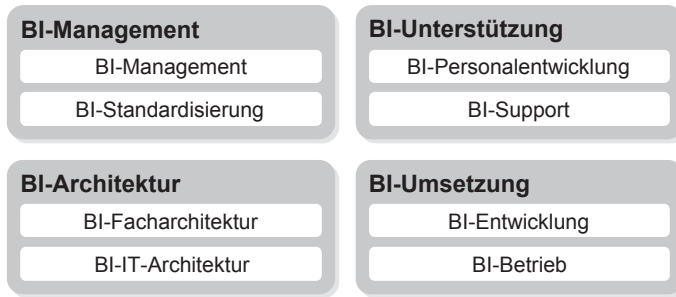 BI-Management
BI-Management
BI-Standardisierung
BI-Unterstützung
BI-Personalentwicklung
BI-Support
BI-Architektur
BI-Facharchitektur
BI-IT-Architektur
BI-Umsetzung
BI-Entwicklung
BI-Betrieb